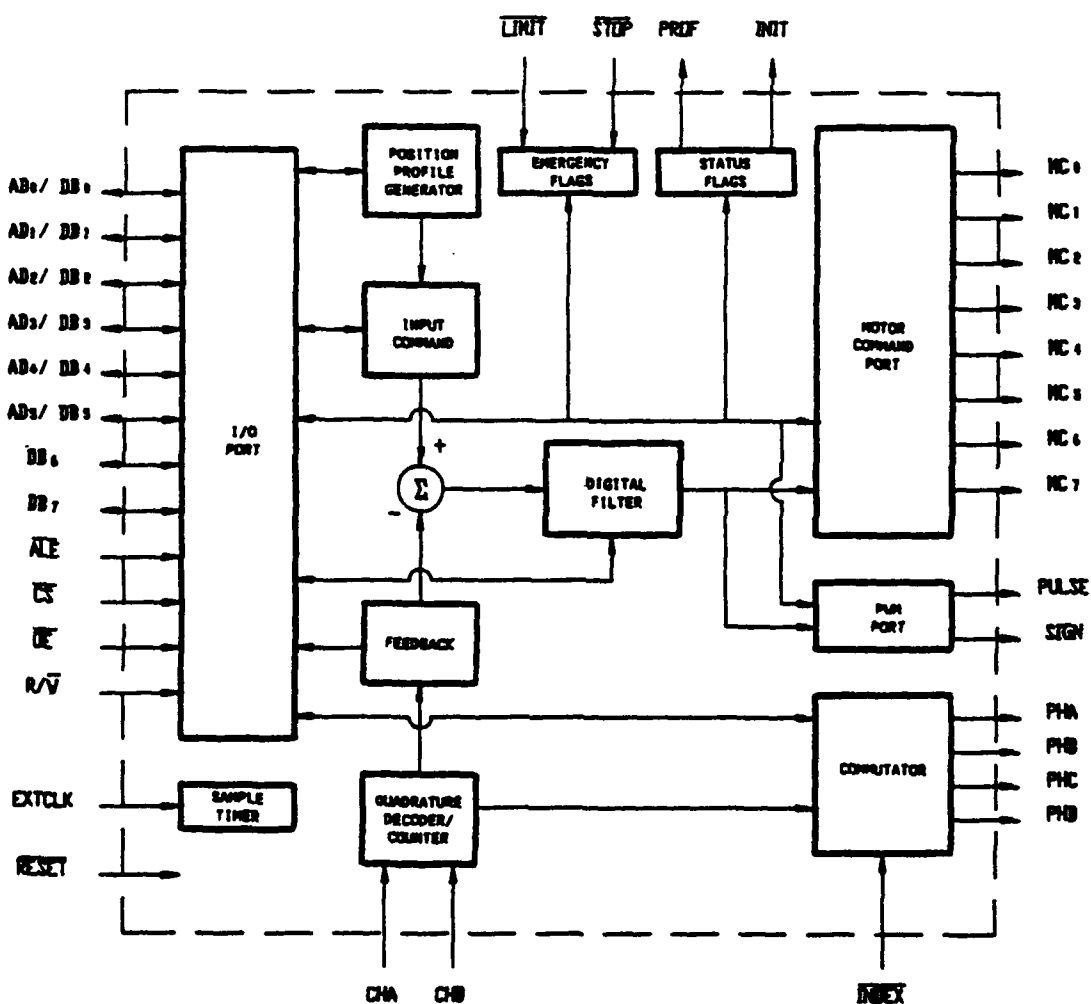 LIMIT STOP PROF INIT
POSITION
PROFILE
GENERATOR
EMERGENCY
FLAGS
STATUS
FLAGS
AD0/ DB0
AD1/ DB1
AD2/ DB2
AD3/ DB3
AD4/ DB4
AD5/ DB5
DB6
DB7
ALE
CS
OE
R/W
EXTCLK
RESET
I/O
PORT
INPUT
COMMAND
+
Σ
-
DIGITAL
FILTER
FEEDBACK
SAMPLE
TIMER
QUADRATURE
DECODER/
COUNTER
MOTOR
COMMAND
PORT
PWM
PORT
COMMUTATOR
MC0
MC1
MC2
MC3
MC4
MC5
MC6
MC7
PULSE
SIGN
PHA
PHB
PHC
PHD
CHA CHB INDEX